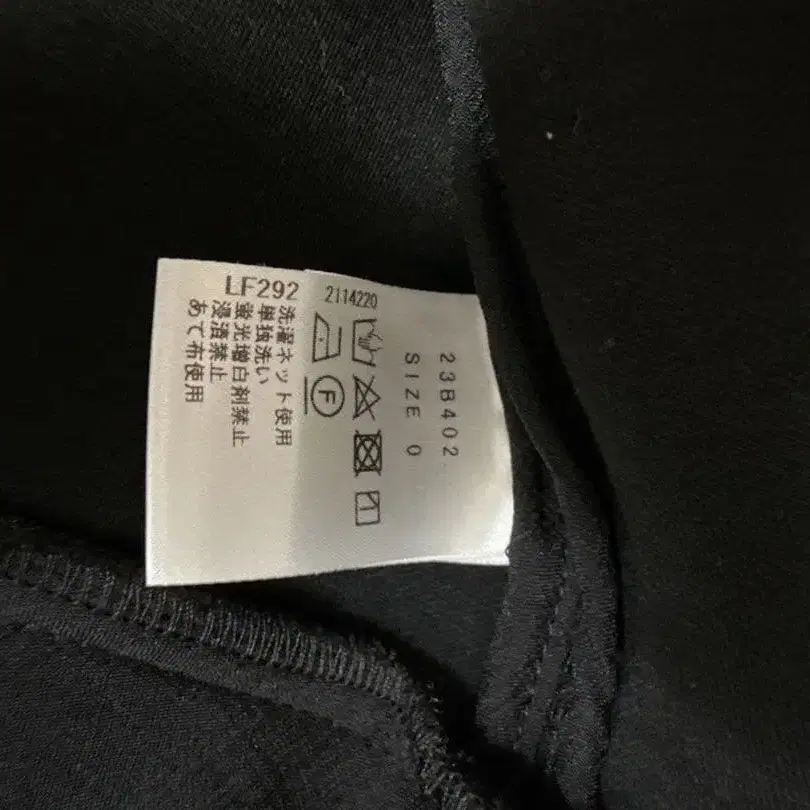 23B402
SIZE 0
LF292
2114220
F
洗濯ネット使用
単独洗い
蛍光増白剤禁止
浸漬禁止
あて布使用